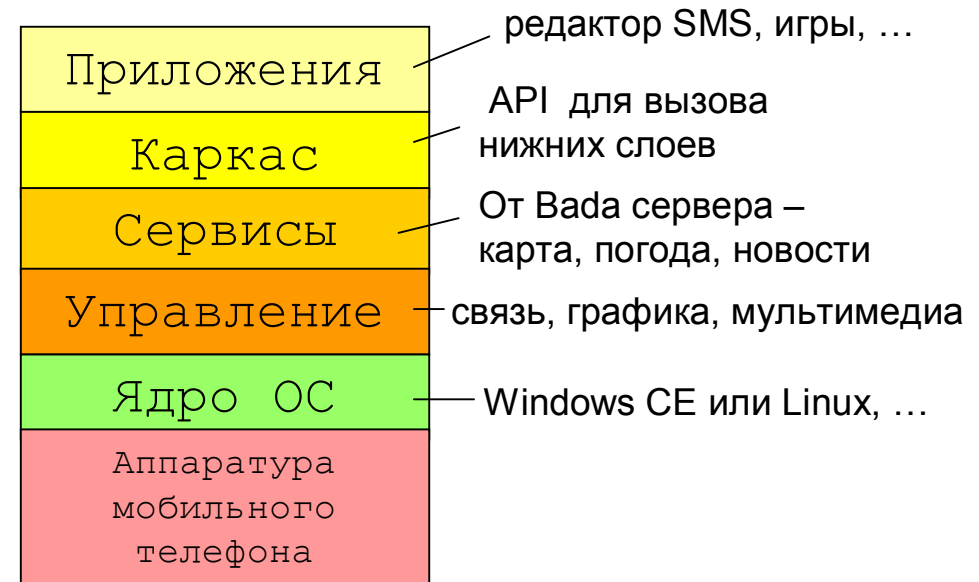 редактор SMS, игры, …
Приложения
API для вызова
нижних слоев
Каркас
От Bada сервера –
карта, погода, новости
Сервисы
Управление
связь, графика, мультимедиа
Ядро ОС
Windows CE или Linux, …
Аппаратура
мобильного
телефона